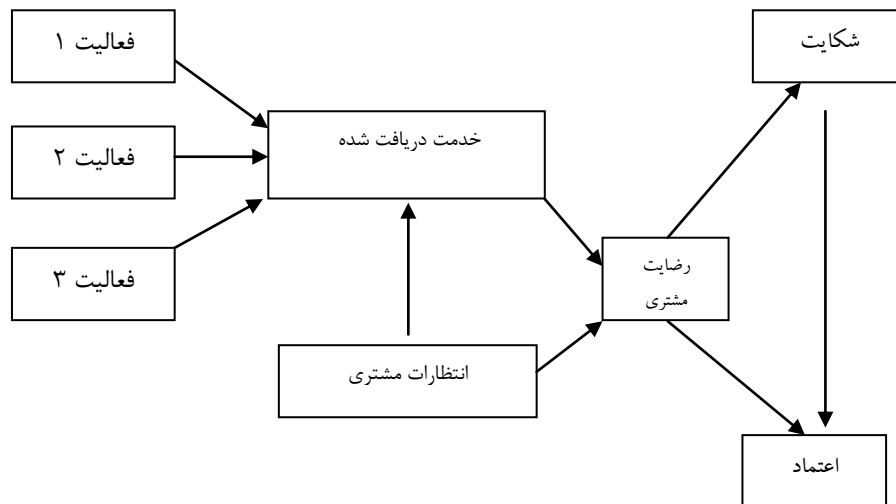 فعالیت ۱
شکایت
خدمت دریافت شده
فعالیت ۲
رضایت
مشتری
فعالیت ۳
انتظارات مشتری
اعتماد